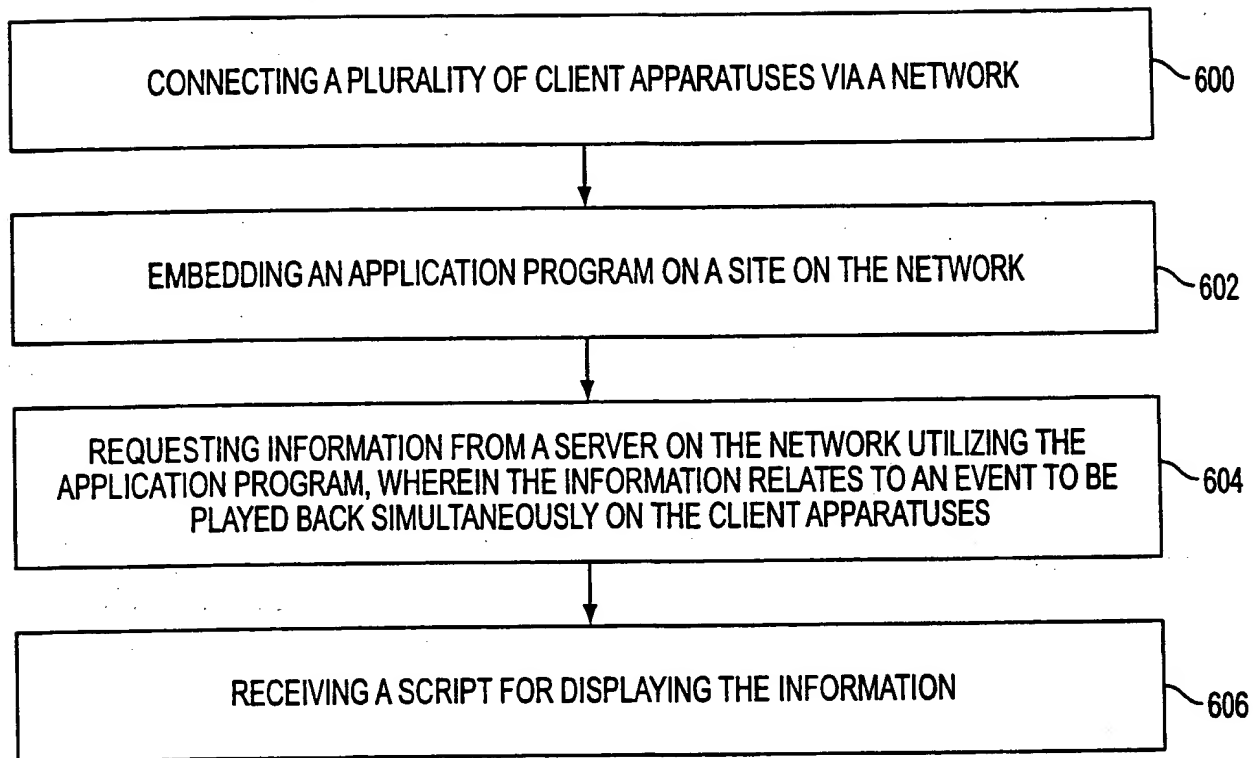 CONNECTING A PLURALITY OF CLIENT APPARATUSES VIA A NETWORK
600
EMBEDDING AN APPLICATION PROGRAM ON A SITE ON THE NETWORK
602
REQUESTING INFORMATION FROM A SERVER ON THE NETWORK UTILIZING THE
APPLICATION PROGRAM, WHEREIN THE INFORMATION RELATES TO AN EVENT TO BE
PLAYED BACK SIMULTANEOUSLY ON THE CLIENT APPARATUSES
604
RECEIVING A SCRIPT FOR DISPLAYING THE INFORMATION
606